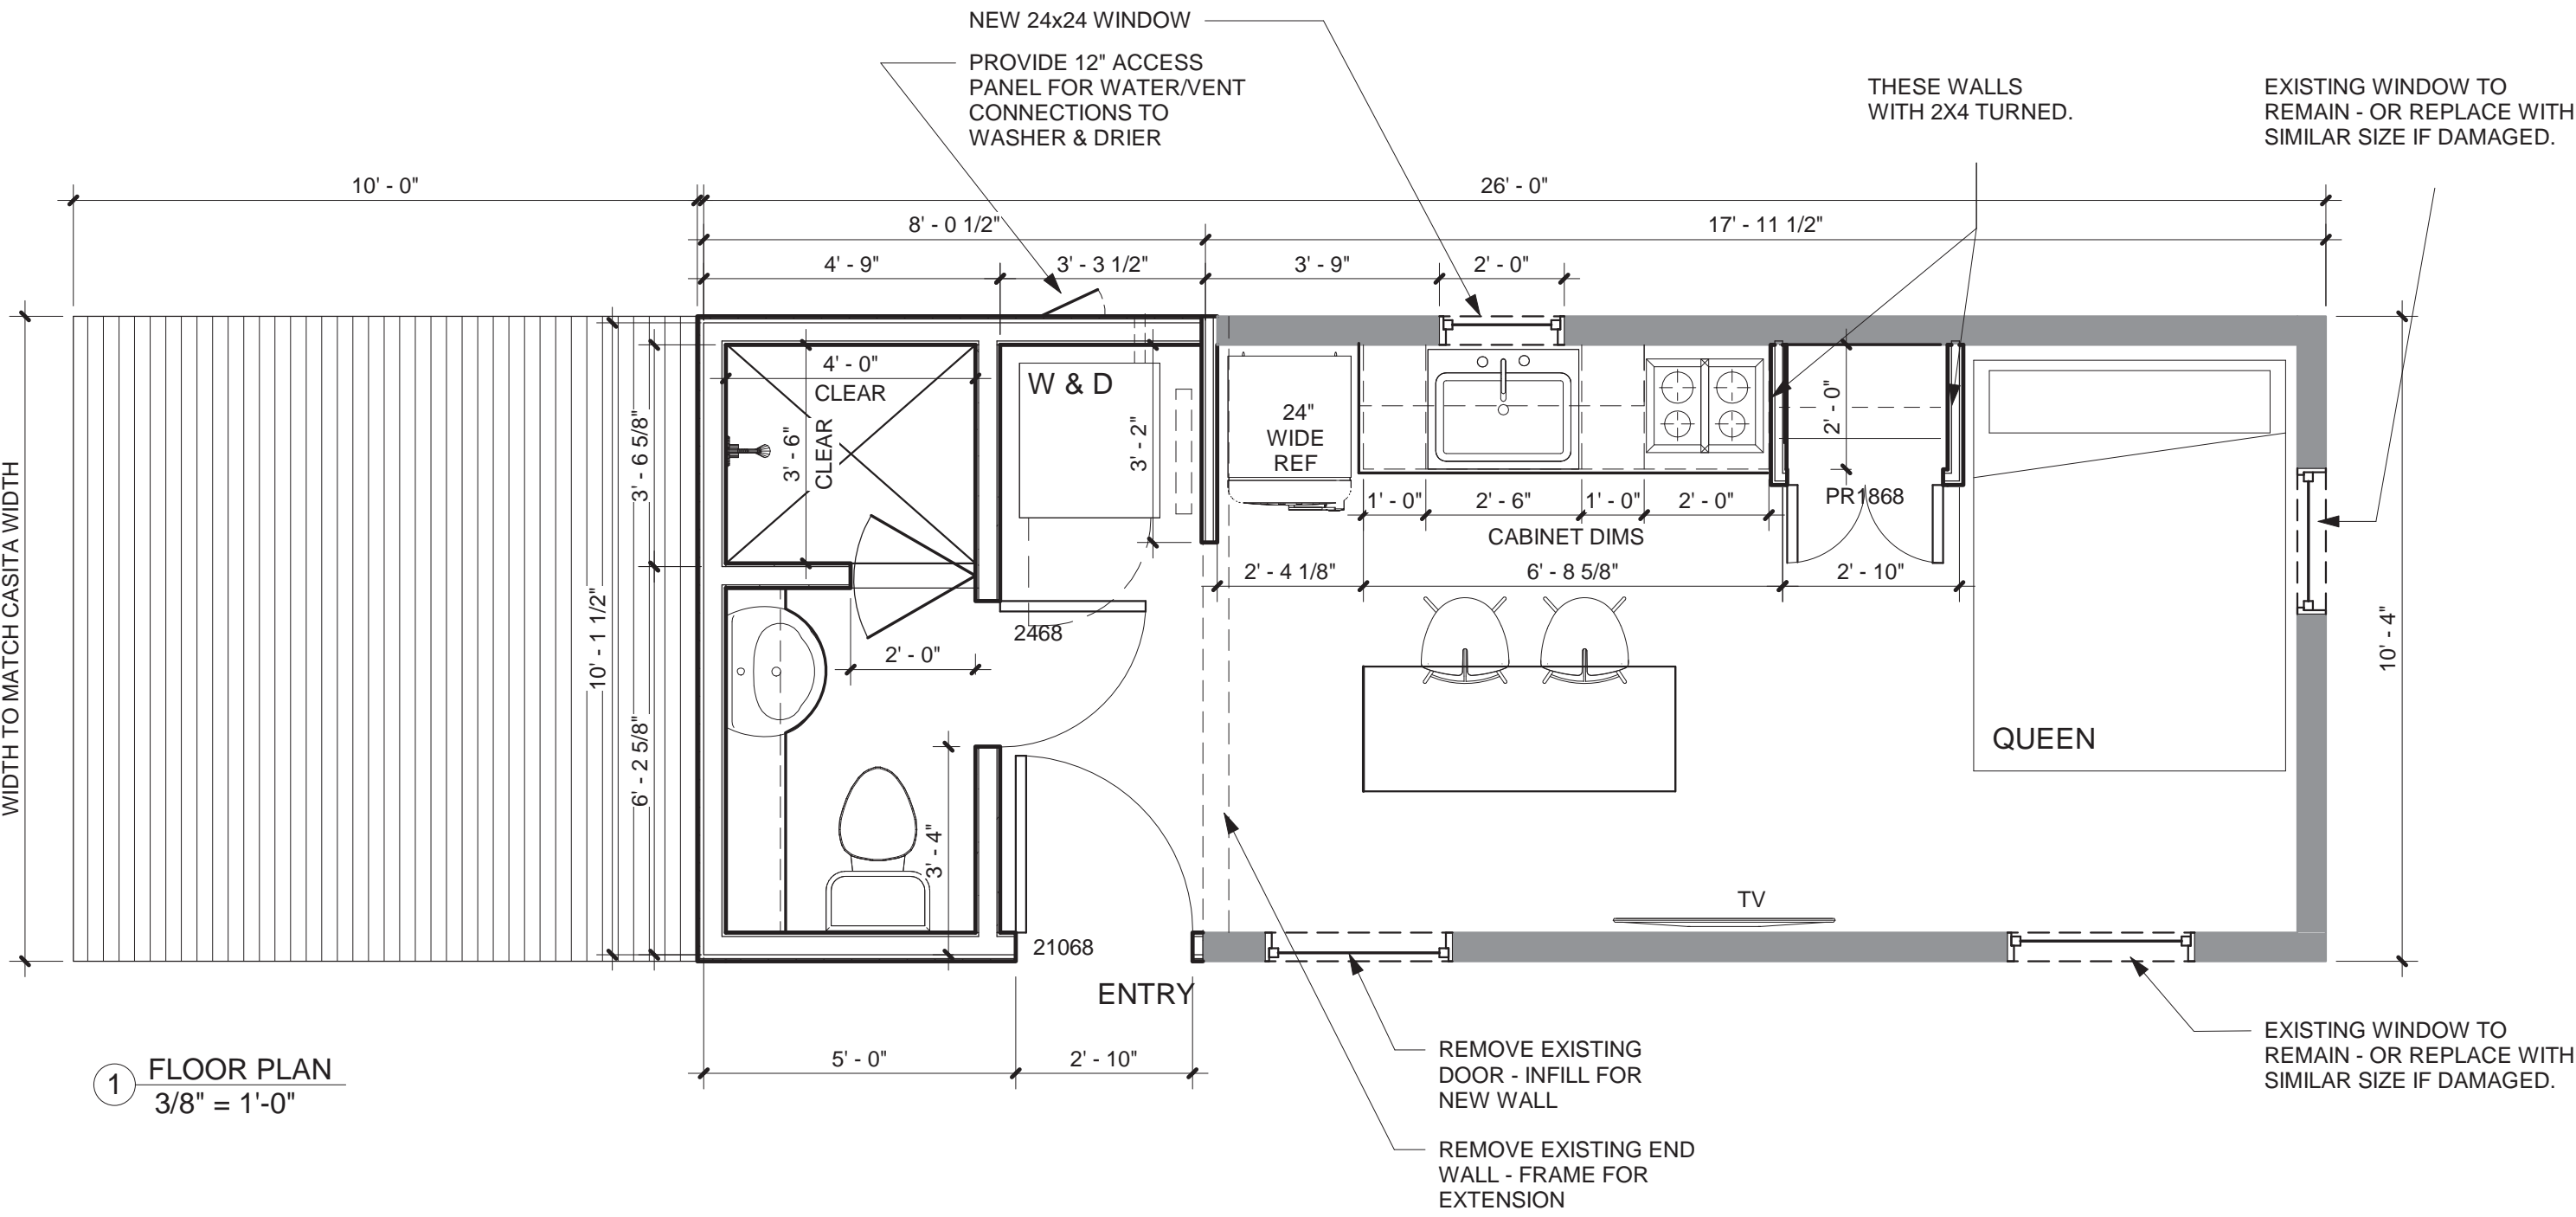 NEW 24x24 WINDOW
PROVIDE 12" ACCESS
PANEL FOR WATER/VENT
CONNECTIONS TO
WASHER & DRIER
THESE WALLS
WITH 2X4 TURNED.
EXISTING WINDOW TO
REMAIN - OR REPLACE WITH
SIMILAR SIZE IF DAMAGED.
10' - 0"
26' - 0"
8' - 0 1/2"
17' - 11 1/2"
4' - 9"
3' - 3 1/2"
3' - 9"
2' - 0"
4' - 0"
CLEAR
3' - 6"
CLEAR
W & D
3' - 2"
24"
WIDE
REF
2' - 0"
PR1868
1' - 0"
2' - 6"
1' - 0"
2' - 0"
CABINET DIMS
2' - 4 1/8"
6' - 8 5/8"
2' - 10"
WIDTH TO MATCH CASITA WIDTH
10' - 1 1/2"
3' - 6 5/8"
6' - 2 5/8"
2468
2' - 0"
3' - 4"
10' - 4"
QUEEN
TV
21068
ENTRY
5' - 0"
2' - 10"
REMOVE EXISTING
DOOR - INFILL FOR
NEW WALL
REMOVE EXISTING END
WALL - FRAME FOR
EXTENSION
EXISTING WINDOW TO
REMAIN - OR REPLACE WITH
SIMILAR SIZE IF DAMAGED.
1 FLOOR PLAN
3/8" = 1'-0"